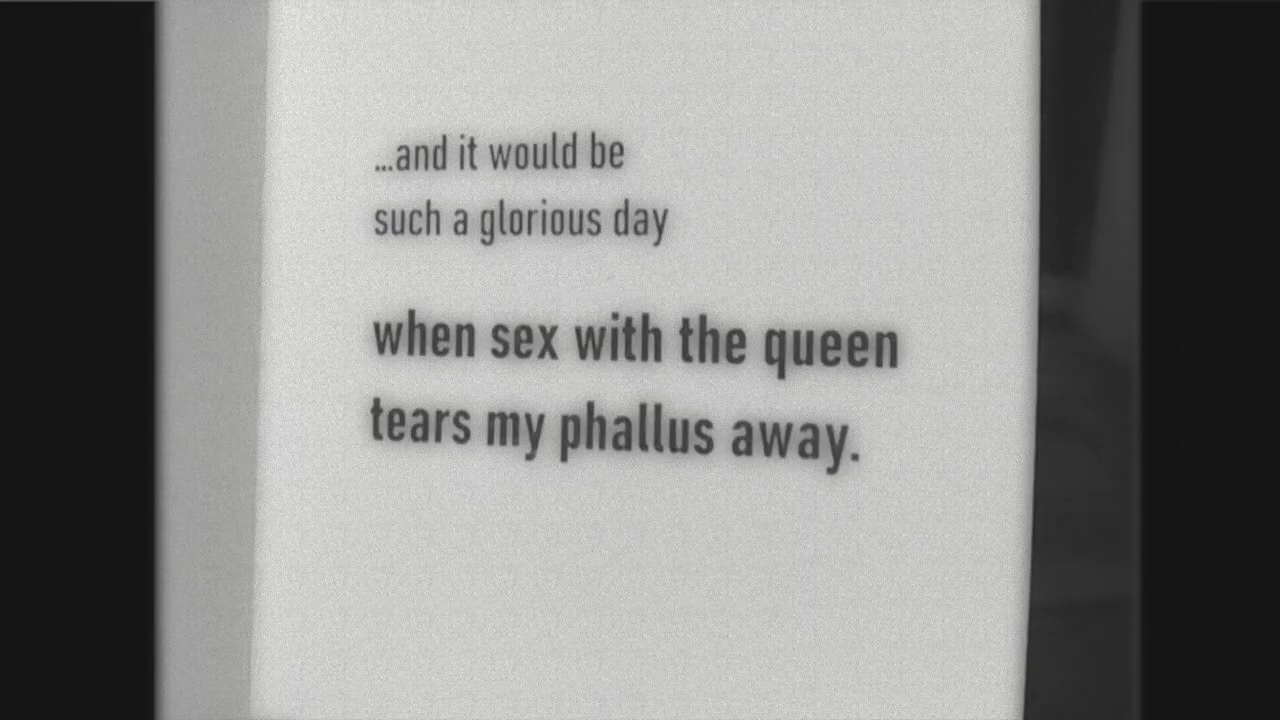 …and it would be
such a glorious day
when sex with the queen
tears my phallus away.